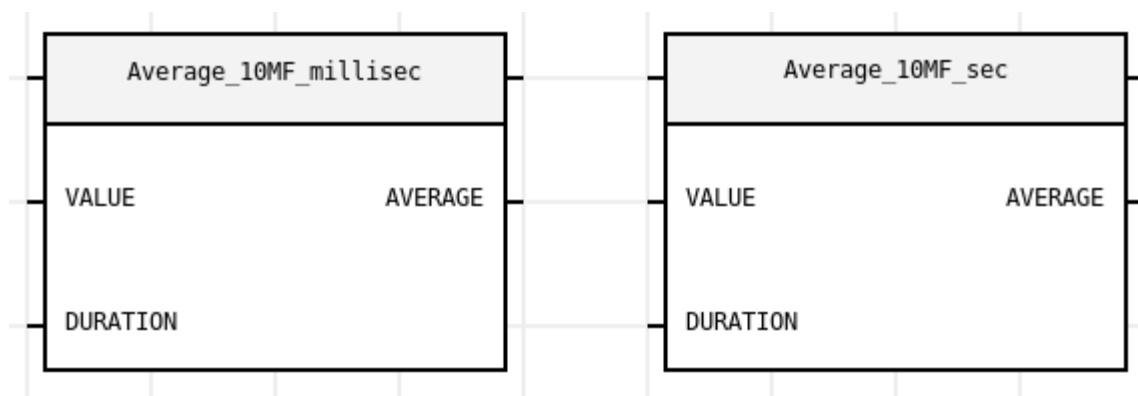 Average_10MF_millisec
VALUE AVERAGE
DURATION
Average_10MF_sec
VALUE AVERAGE
DURATION